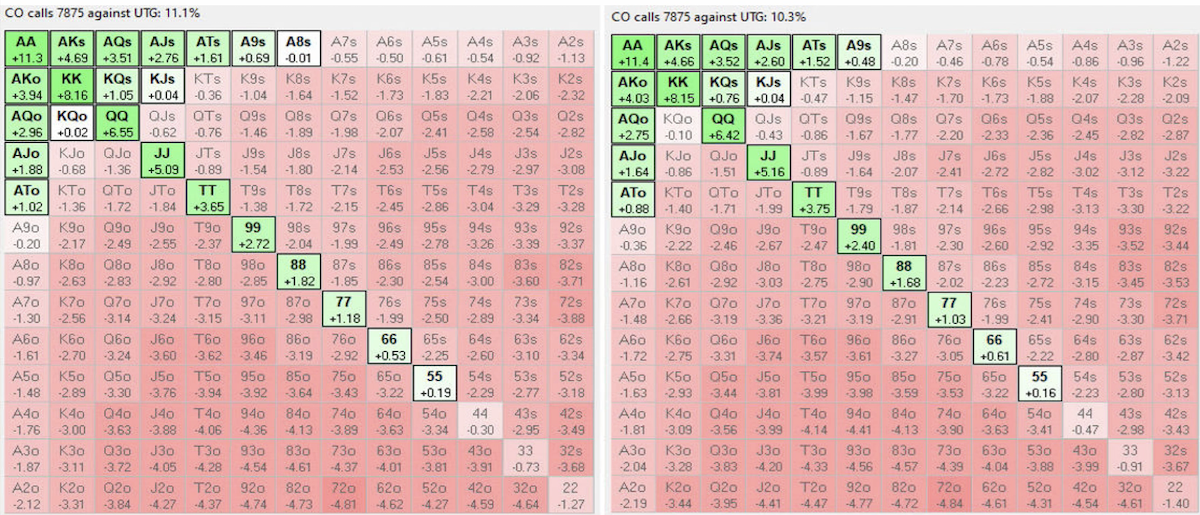 CO calls 7875 against UTG: 11.1%
AA AKs AQs AJs ATs A9s A8s A7s A6s A5s A4s A3s A2s
+11.3 +4.69 +3.51 +2.76 +1.61 +0.69 -0.01 -0.55 -0.50 -0.61 -0.54 -0.92 -1.13
AKo KK KQs KJs KTs K9s K8s K7s K6s K5s K4s K3s K2s
+3.94 +8.16 +1.05 +0.04 -0.36 -1.04 -1.64 -1.52 -1.73 -1.83 -2.21 -2.06 -2.32
AQo KQo QQ QJs QTs Q9s Q8s Q7s Q6s Q5s Q4s Q3s Q2s
+2.96 +0.02 +6.55 -0.62 -0.76 -1.46 -1.89 -1.98 -2.07 -2.41 -2.58 -2.54 -2.82
AJo KJo QJo JJ JTs J9s J8s J7s J6s J5s J4s J3s J2s
+1.88 -0.68 -1.36 +5.09 -0.89 -1.54 -1.80 -2.14 -2.53 -2.56 -2.79 -2.97 -3.08
ATo KTo QTo JTo TT T9s T8s T7s T6s T5s T4s T3s T2s
+1.02 -1.36 -1.72 -1.84 +3.65 -1.38 -1.72 -2.15 -2.45 -2.86 -3.04 -3.29 -3.28
A9o K9o Q9o J9o T9o 99 98s 97s 96s 95s 94s 93s 92s
-0.20 -2.17 -2.49 -2.55 -2.37 +2.72 -2.04 -1.99 -2.49 -2.78 -3.26 -3.39 -3.37
A8o K8o Q8o J8o T8o 98o 88 87s 86s 85s 84s 83s 82s
-0.97 -2.63 -2.83 -2.92 -2.80 -2.85 +1.82 -1.85 -2.30 -2.54 -3.00 -3.60 -3.71
A7o K7o Q7o J7o T7o 97o 87o 77 76s 75s 74s 73s 72s
-1.30 -2.56 -3.14 -3.24 -3.15 -3.11 -2.98 +1.18 -1.99 -2.50 -2.89 -3.34 -3.68
A6o K6o Q6o J6o T6o 96o 86o 76o 66 65s 64s 63s 62s
-1.61 -2.70 -3.24 -3.60 -3.62 -3.46 -3.19 -2.92 +0.53 -2.25 -2.60 -3.10 -3.34
A5o K5o Q5o J5o T5o 95o 85o 75o 65o 55 54s 53s 52s
-1.48 -2.89 -3.30 -3.76 -3.94 -3.92 -3.64 -3.43 -3.22 +0.19 -2.29 -2.77 -3.18
A4o K4o Q4o J4o T4o 94o 84o 74o 64o 54o 44 43s 42s
-1.76 -3.00 -3.63 -3.88 -4.06 -4.36 -4.13 -3.89 -3.63 -3.34 -0.30 -2.95 -3.49
A3o K3o Q3o J3o T3o 93o 83o 73o 63o 53o 43o 33 32s
-1.87 -3.11 -3.72 -4.05 -4.28 -4.54 -4.61 -4.37 -4.01 -3.81 -3.91 -0.73 -3.68
A2o K2o Q2o J2o T2o 92o 82o 72o 62o 52o 42o 32o 22
-2.12 -3.31 -3.84 -4.27 -4.37 -4.74 -4.73 -4.81 -4.62 -4.27 -4.59 -4.64 -1.27
CO calls 7875 against UTG: 10.3%
AA AKs AQs AJs ATs A9s A8s A7s A6s A5s A4s A3s A2s
+11.4 +4.66 +3.52 +2.60 +1.52 +0.48 -0.20 -0.46 -0.78 -0.54 -0.86 -0.96 -1.22
AKo KK KQs KJs KTs K9s K8s K7s K6s K5s K4s K3s K2s
+4.03 +8.15 +0.76 +0.04 -0.47 -1.15 -1.47 -1.70 -1.73 -1.88 -2.07 -2.28 -2.09
AQo KQo QQ QJs QTs Q9s Q8s Q7s Q6s Q5s Q4s Q3s Q2s
+2.75 -0.10 +6.42 -0.43 -0.86 -1.67 -1.77 -2.20 -2.33 -2.36 -2.45 -2.82 -2.87
AJo KJo QJo JJ JTs J9s J8s J7s J6s J5s J4s J3s J2s
+1.64 -0.86 -1.51 +5.16 -0.89 -1.64 -2.07 -2.41 -2.72 -2.82 -3.02 -3.12 -3.22
ATo KTo QTo JTo TT T9s T8s T7s T6s T5s T4s T3s T2s
+0.88 -1.40 -1.71 -1.99 +3.75 -1.79 -1.87 -2.14 -2.66 -2.98 -3.13 -3.30 -3.22
A9o K9o Q9o J9o T9o 99 98s 97s 96s 95s 94s 93s 92s
-0.36 -2.22 -2.46 -2.67 -2.47 +2.40 -1.81 -2.30 -2.60 -2.92 -3.35 -3.52 -3.44
A8o K8o Q8o J8o T8o 98o 88 87s 86s 85s 84s 83s 82s
-1.16 -2.61 -2.92 -3.03 -2.75 -2.90 +1.68 -2.02 -2.23 -2.72 -3.15 -3.45 -3.53
A7o K7o Q7o J7o T7o 97o 87o 77 76s 75s 74s 73s 72s
-1.48 -2.66 -3.19 -3.36 -3.21 -3.19 -2.91 +1.03 -1.99 -2.41 -2.90 -3.30 -3.71
A6o K6o Q6o J6o T6o 96o 86o 76o 66 65s 64s 63s 62s
-1.72 -2.75 -3.31 -3.74 -3.57 -3.61 -3.27 -3.05 +0.61 -2.22 -2.80 -2.87 -3.42
A5o K5o Q5o J5o T5o 95o 85o 75o 65o 55 54s 53s 52s
-1.63 -2.93 -3.44 -3.81 -3.99 -3.98 -3.59 -3.53 -3.22 +0.16 -2.23 -2.80 -3.13
A4o K4o Q4o J4o T4o 94o 84o 74o 64o 54o 44 43s 42s
-1.81 -3.09 -3.56 -3.99 -4.14 -4.41 -4.13 -3.90 -3.63 -3.41 -0.47 -2.98 -3.43
A3o K3o Q3o J3o T3o 93o 83o 73o 63o 53o 43o 33 32s
-2.04 -3.28 -3.83 -4.20 -4.33 -4.56 -4.57 -4.39 -4.04 -3.88 -3.99 -0.91 -3.67
A2o K2o Q2o J2o T2o 92o 82o 72o 62o 52o 42o 32o 22
-2.19 -3.44 -3.95 -4.41 -4.47 -4.77 -4.72 -4.84 -4.61 -4.31 -4.54 -4.61 -1.40